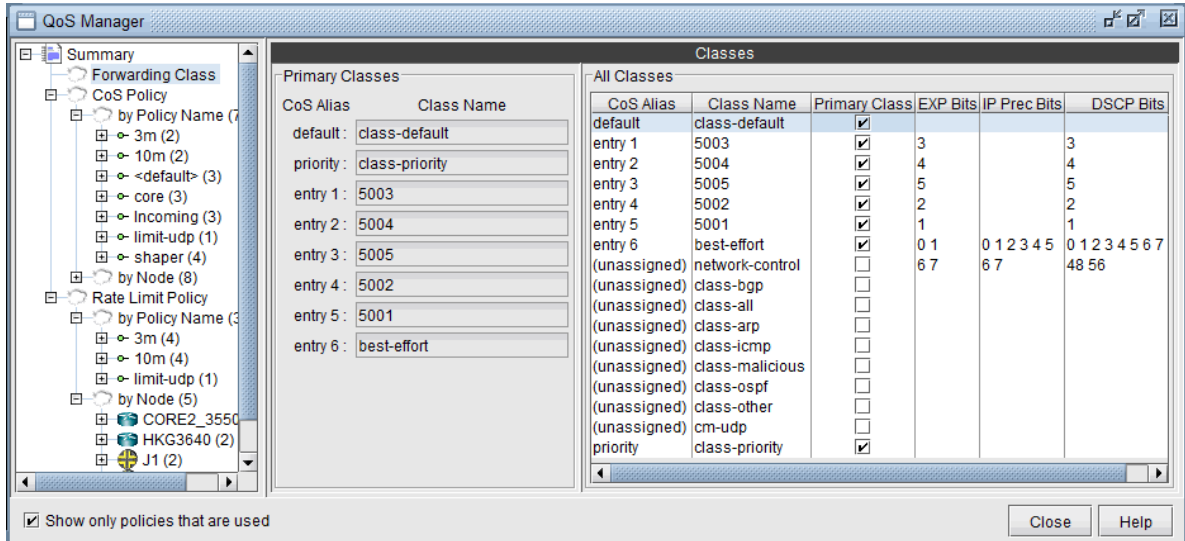 QoS Manager
Summary
Forwarding Class
CoS Policy
by Policy Name (7
3m (2)
10m (2)
<default> (3)
core (3)
Incoming (3)
limit-udp (1)
shaper (4)
by Node (8)
Rate Limit Policy
by Policy Name (3
3m (4)
10m (4)
limit-udp (1)
by Node (5)
CORE2_3550
HKG3640 (2)
J1 (2)
Classes
Primary Classes
CoS Alias Class Name
default : class-default
priority : class-priority
entry 1 : 5003
entry 2 : 5004
entry 3 : 5005
entry 4 : 5002
entry 5 : 5001
entry 6 : best-effort
All Classes
CoS Alias Class Name Primary Class EXP Bits IP Prec Bits DSCP Bits
default class-default
entry 1 5003 3 3
entry 2 5004 4 4
entry 3 5005 5 5
entry 4 5002 2 2
entry 5 5001 1 1
entry 6 best-effort 0 1 0 1 2 3 4 5 0 1 2 3 4 5 6 7
(unassigned) network-control 6 7 6 7 48 56
(unassigned) class-bgp
(unassigned) class-all
(unassigned) class-arp
(unassigned) class-icmp
(unassigned) class-malicious
(unassigned) class-ospf
(unassigned) class-other
(unassigned) cm-udp
priority class-priority
Show only policies that are used
Close
Help